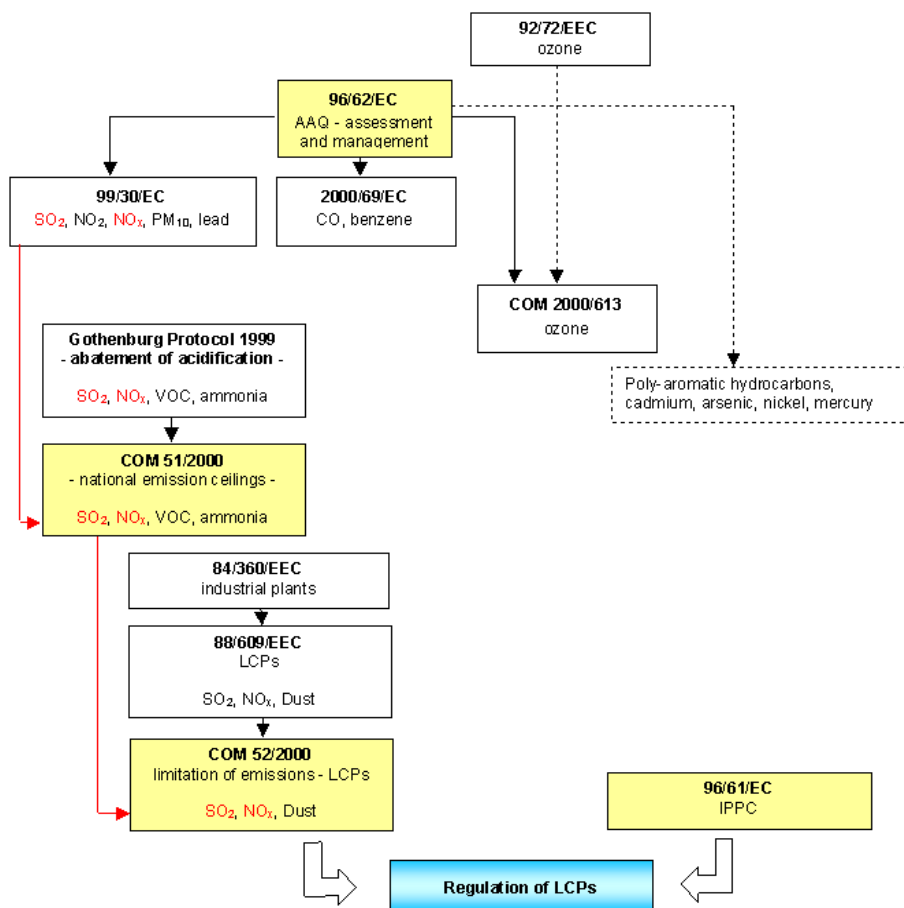 92/72/EEC
ozone
96/62/EC
AAQ - assessment
and management
99/30/EC
SO₂, NO₂, NOₓ, PM₁₀, lead
2000/69/EC
CO, benzene
COM 2000/613
ozone
Gothenburg Protocol 1999
- abatement of acidification -
SO₂, NOₓ, VOC, ammonia
Poly-aromatic hydrocarbons,
cadmium, arsenic, nickel, mercury
COM 51/2000
- national emission ceilings -
SO₂, NOₓ, VOC, ammonia
84/360/EEC
industrial plants
88/609/EEC
LCPs
SO₂, NOₓ, Dust
COM 52/2000
limitation of emissions - LCPs
SO₂, NOₓ, Dust
96/61/EC
IPPC
Regulation of LCPs